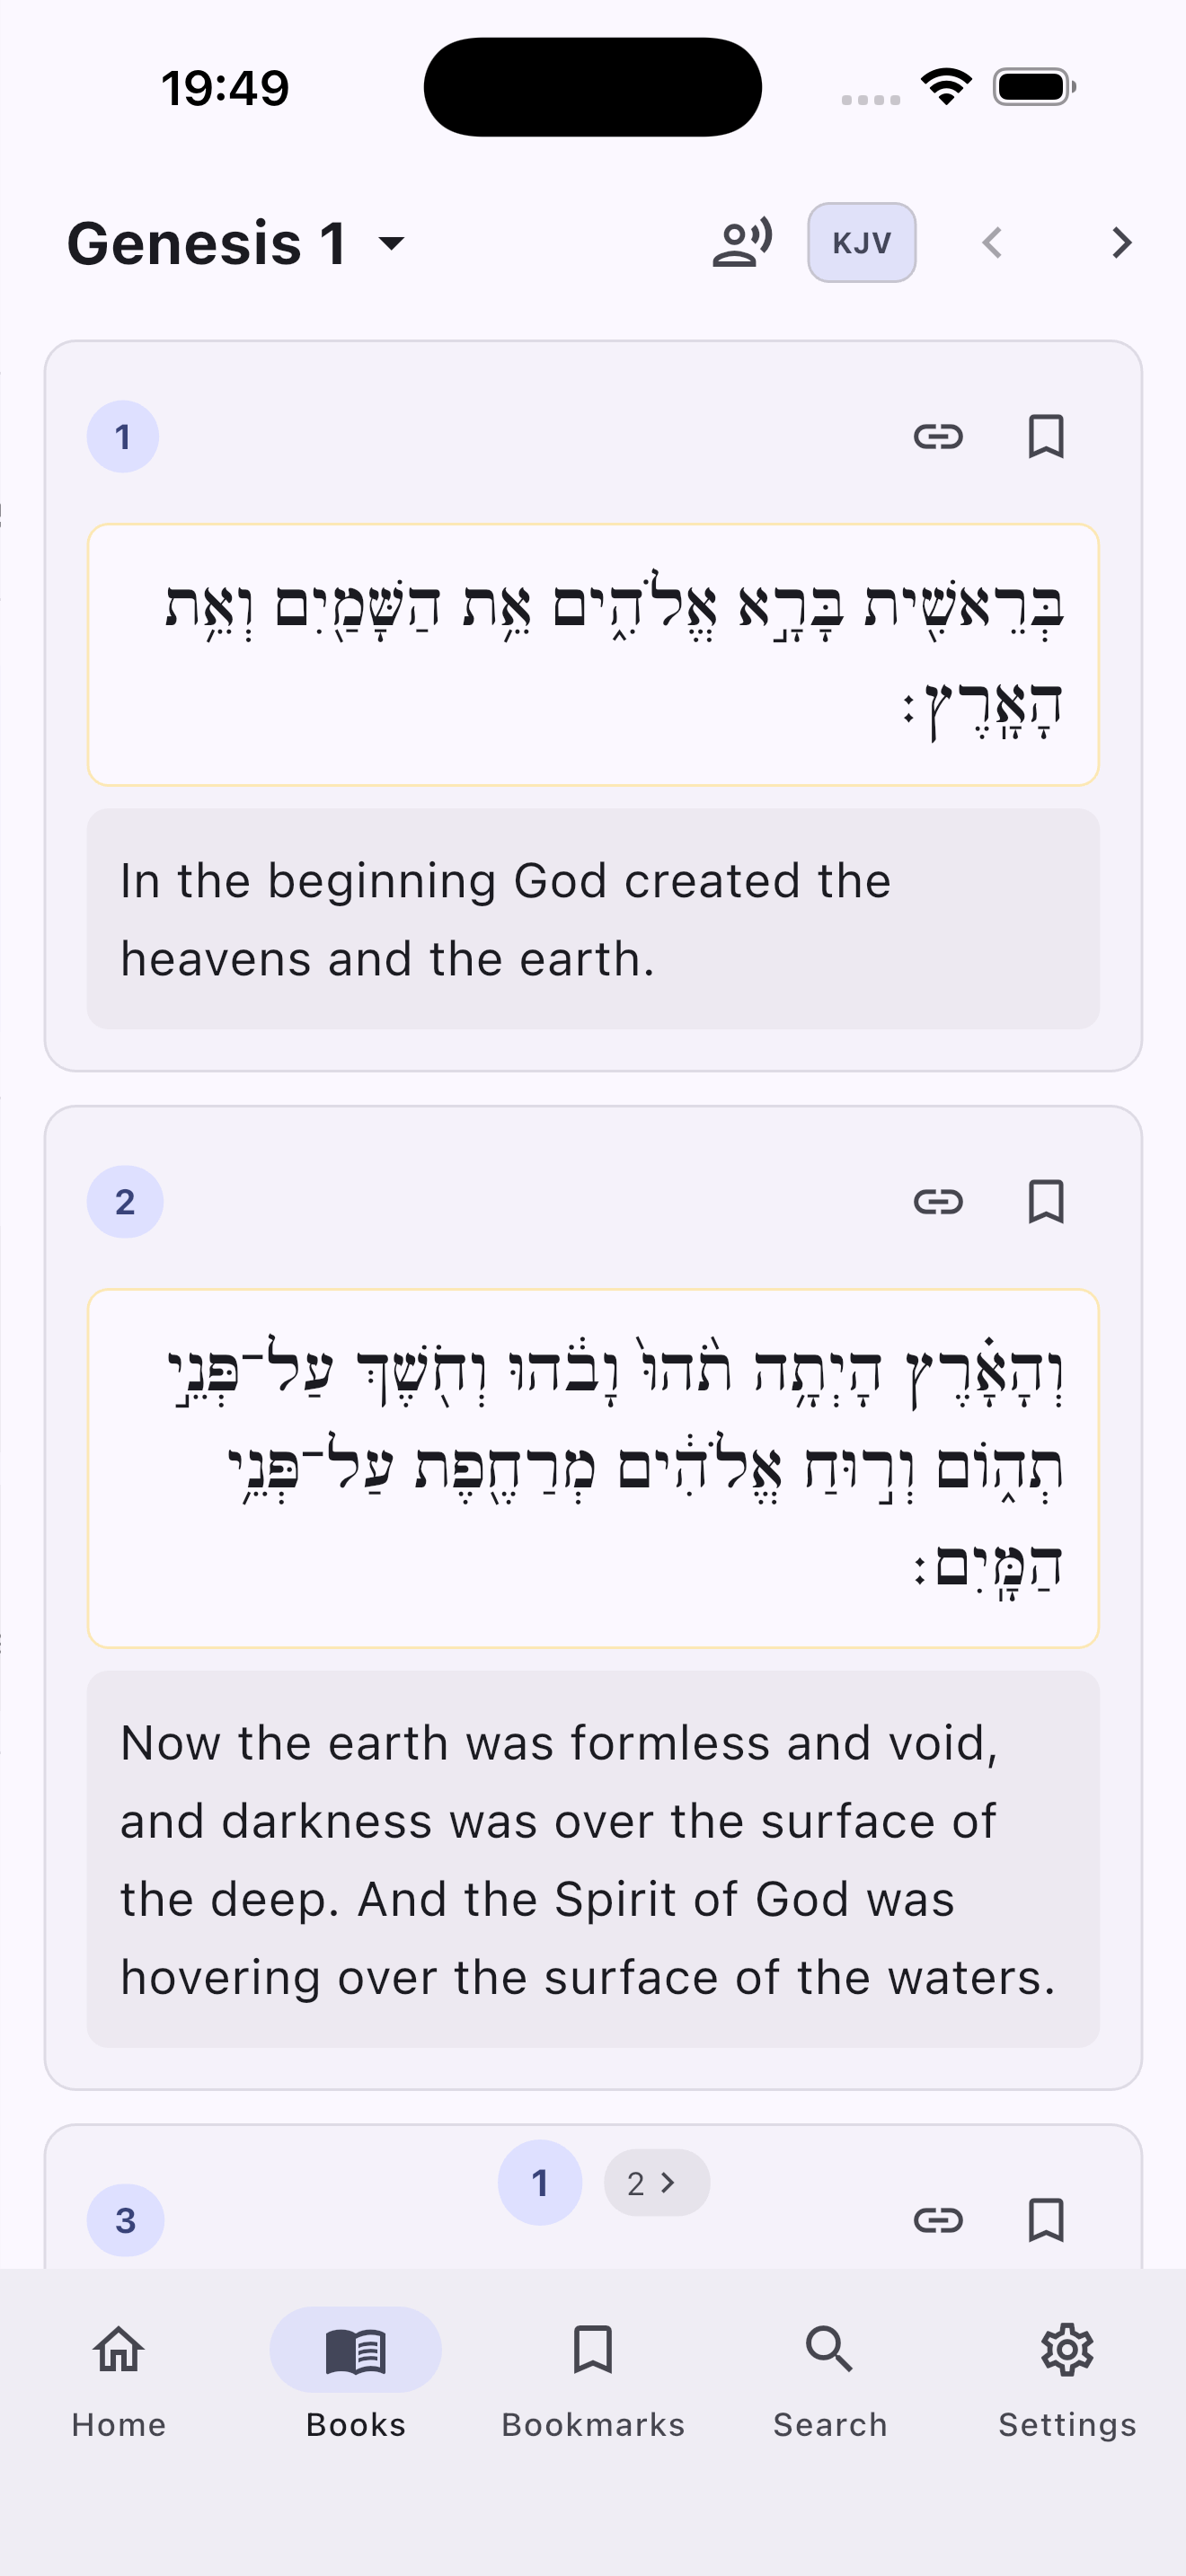 19:49
Genesis 1
KJV
1
בְּרֵאשִׁ֖ית בָּרָ֣א אֱלֹהִ֑ים אֵ֥ת הַשָּׁמַ֖יִם וְאֵ֥ת
הָאָֽרֶץ׃
In the beginning God created the
heavens and the earth.
2
וְהָאָ֗רֶץ הָיְתָ֥ה תֹ֙הוּ֙ וָבֹ֔הוּ וְחֹ֖שֶׁךְ עַל־פְּנֵ֣י
תְה֑וֹם וְר֣וּחַ אֱלֹהִ֔ים מְרַחֶ֖פֶת עַל־פְּנֵ֥י
הַמָּֽיִם׃
Now the earth was formless and void,
and darkness was over the surface of
the deep. And the Spirit of God was
hovering over the surface of the waters.
1 2
3
Home Books Bookmarks Search Settings